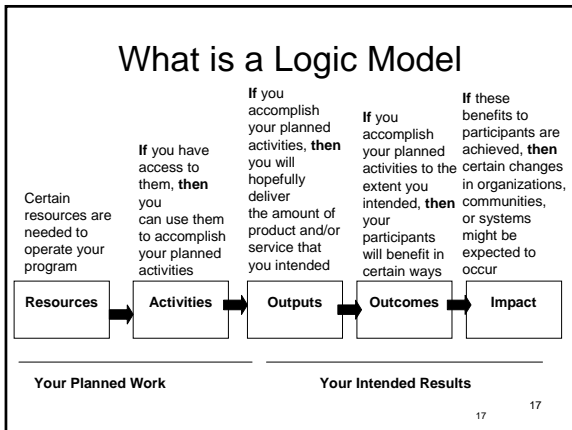 What is a Logic Model
Certain
resources are
needed to
operate your
program
If you have
access to
them, then
you
can use them
to accomplish
your planned
activities
If you
accomplish
your planned
activities, then
you will
hopefully
deliver
the amount of
product and/or
service that
you intended
If you
accomplish
your planned
activities to the
extent you
intended, then
your
participants
will benefit in
certain ways
If these
benefits to
participants are
achieved, then
certain changes
in organizations,
communities,
or systems
might be
expected to
occur
Resources
Activities
Outputs
Outcomes
Impact
Your Planned Work
Your Intended Results
17
17